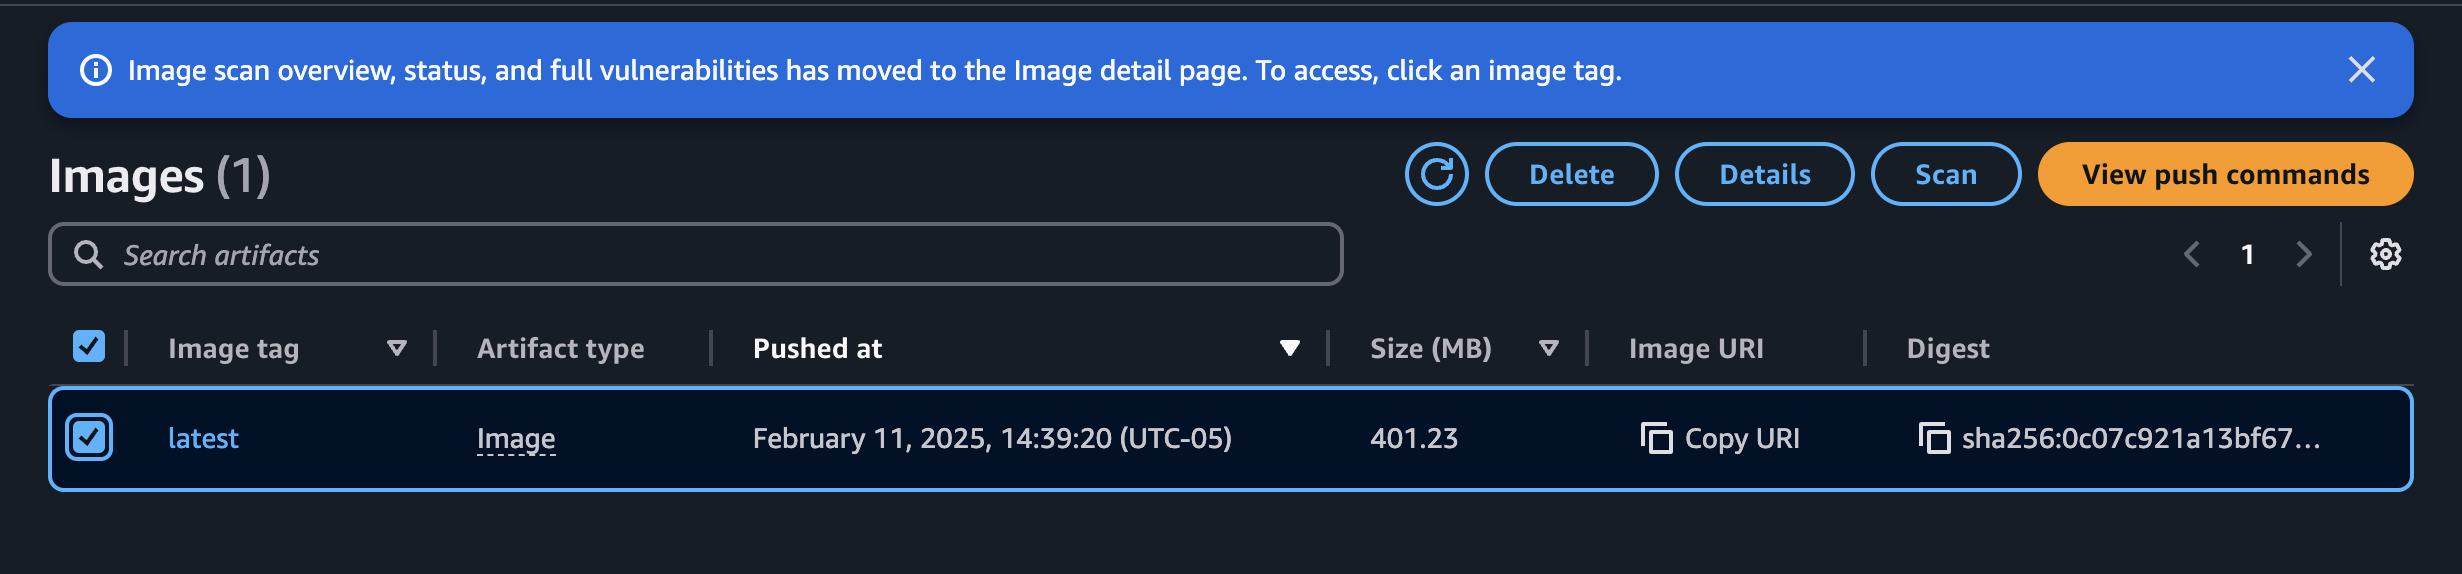 Image scan overview, status, and full vulnerabilities has moved to the Image detail page. To access, click an image tag.
Images (1)
Delete
Details
Scan
View push commands
Search artifacts
1
Image tag
Artifact type
Pushed at
Size (MB)
Image URI
Digest
latest
Image
February 11, 2025, 14:39:20 (UTC-05)
401.23
Copy URI
sha256:0c07c921a13bf67...